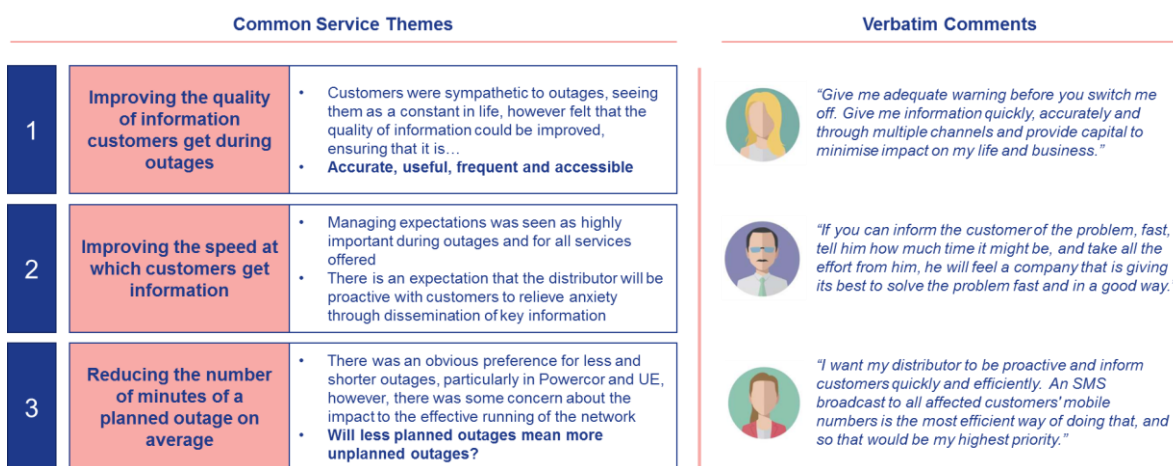 Common Service Themes
Verbatim Comments
1
Improving the quality
of information
customers get during
outages
• Customers were sympathetic to outages, seeing
them as a constant in life, however felt that the
quality of information could be improved,
ensuring that it is…
• Accurate, useful, frequent and accessible
“Give me adequate warning before you switch me
off. Give me information quickly, accurately and
through multiple channels and provide capital to
minimise impact on my life and business.”
2
Improving the speed at
which customers get
information
• Managing expectations was seen as highly
important during outages and for all services
offered
• There is an expectation that the distributor will be
proactive with customers to relieve anxiety
through dissemination of key information
“If you can inform the customer of the problem, fast,
tell him how much time it might be, and take all the
effort from him, he will feel a company that is giving
its best to solve the problem fast and in a good way.”
3
Reducing the number
of minutes of a
planned outage on
average
• There was an obvious preference for less and
shorter outages, particularly in Powercor and UE,
however, there was some concern about the
impact to the effective running of the network
• Will less planned outages mean more
unplanned outages?
“I want my distributor to be proactive and inform
customers quickly and efficiently. An SMS
broadcast to all affected customers' mobile
numbers is the most efficient way of doing that, and
so that would be my highest priority.”